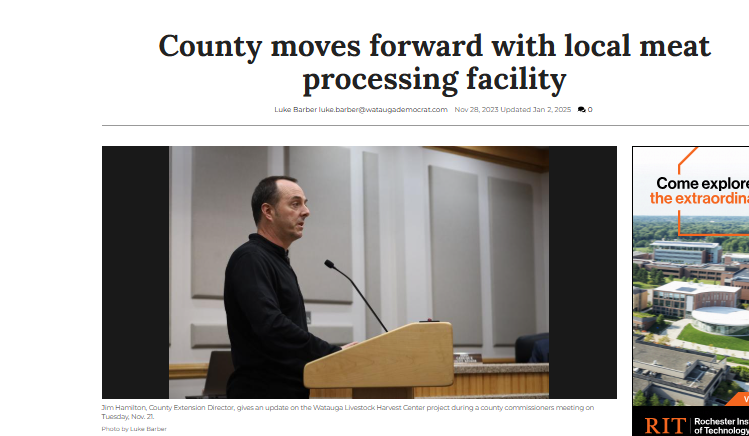 County moves forward with local meat
processing facility
Luke Barber luke.barber@wataugademocrat.com Nov 28, 2023 Updated Jan 2, 2025 0
Come explore
the extraordina
Jim Hamilton, County Extension Director, gives an update on the Watauga Livestock Harvest Center project during a county commissioners meeting on
Tuesday, Nov. 21.
Photo by Luke Barber
V
RIT Rochester Ins
of Technology